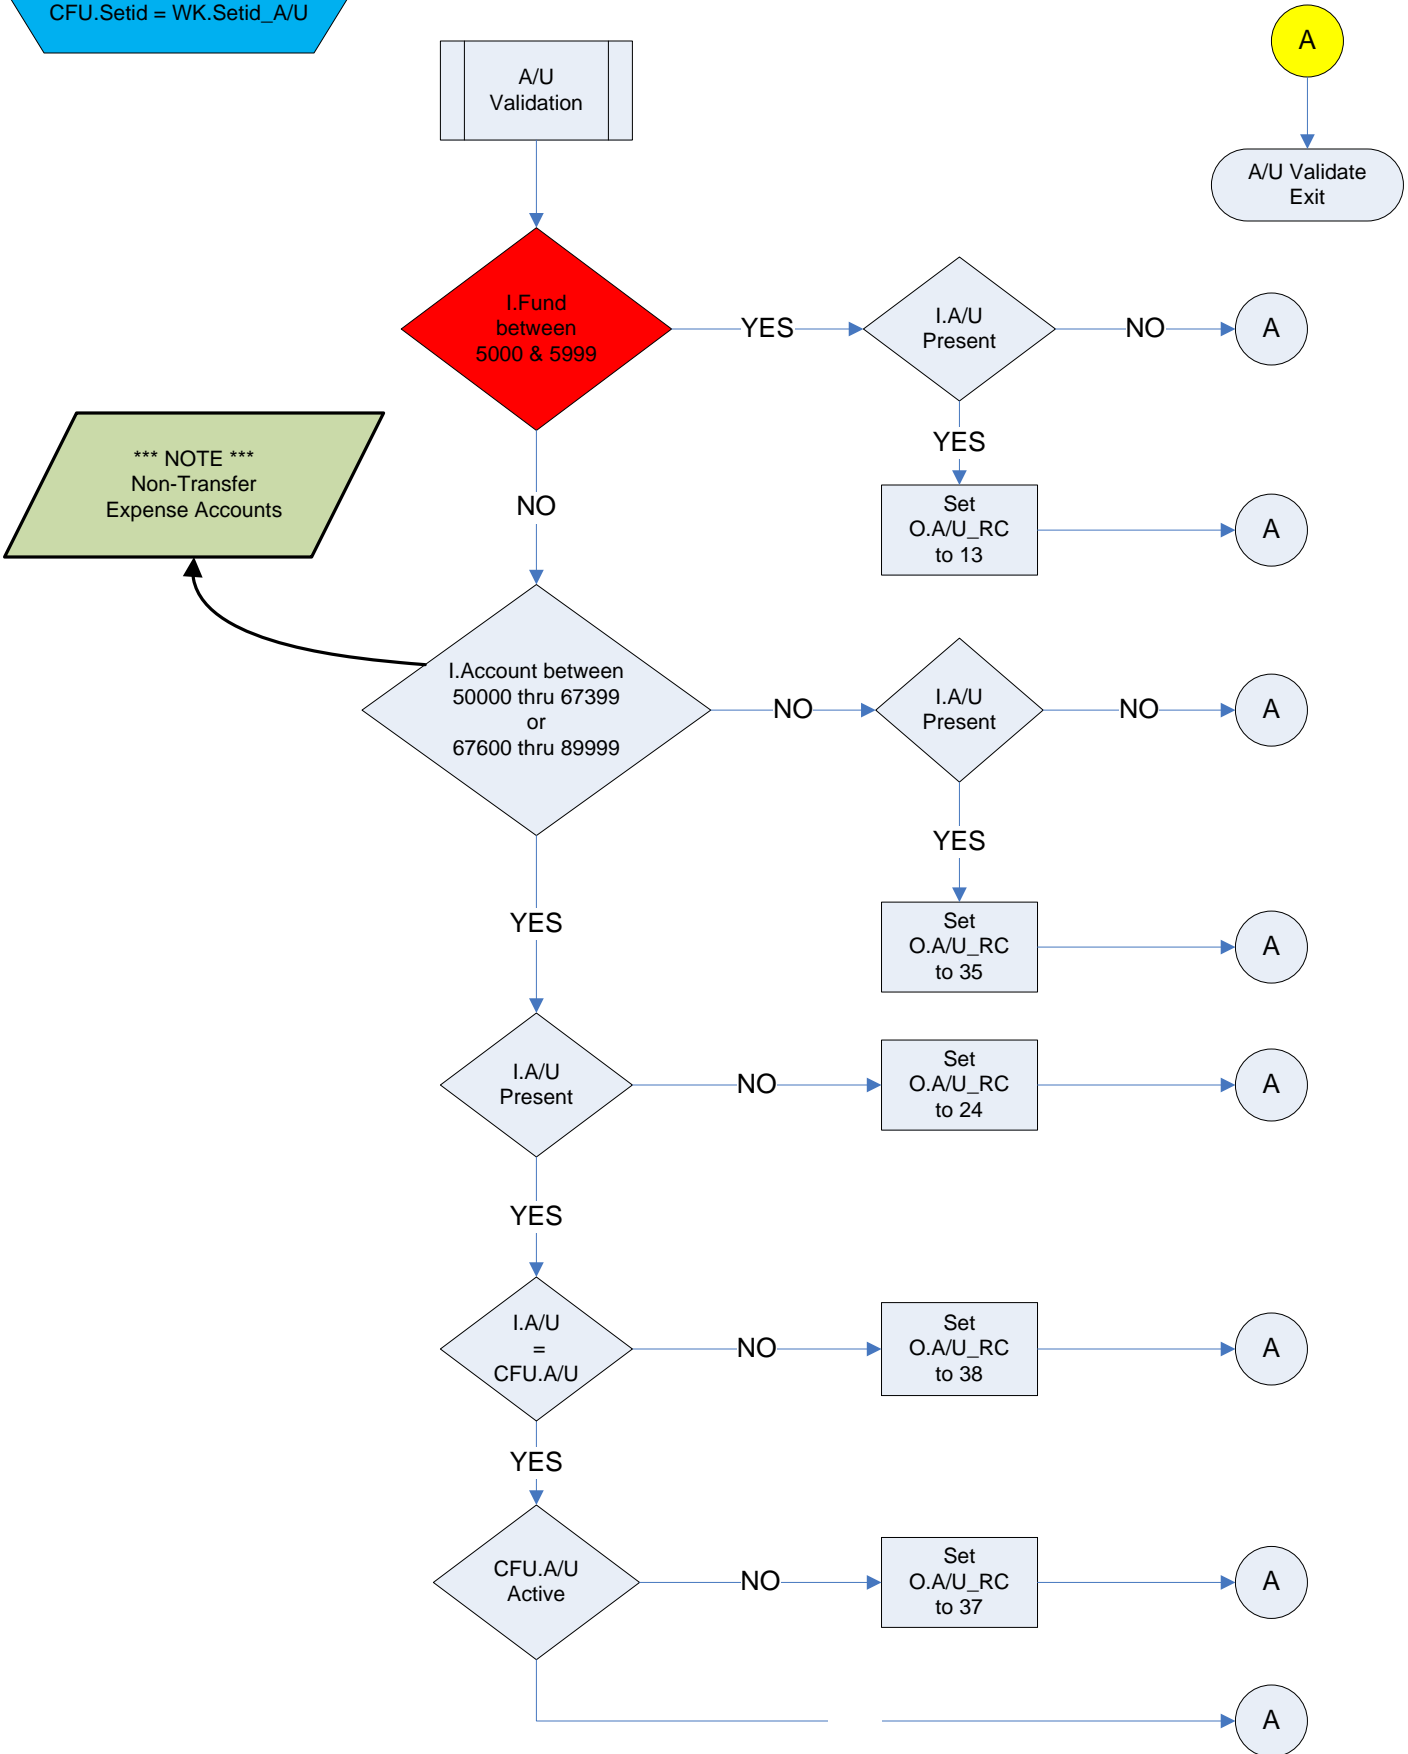 CFU.Setid = WK.Setid_A/U
A
A/U
Validation
A/U Validate
Exit
I.Fund
between
5000 & 5999
YES
I.A/U
Present
NO
A
YES
*** NOTE ***
Non-Transfer
Expense Accounts
NO
Set
O.A/U_RC
to 13
A
I.Account between
50000 thru 67399
or
67600 thru 89999
NO
I.A/U
Present
NO
A
YES
YES
Set
O.A/U_RC
to 35
A
I.A/U
Present
NO
Set
O.A/U_RC
to 24
A
YES
I.A/U
=
CFU.A/U
NO
Set
O.A/U_RC
to 38
A
YES
CFU.A/U
Active
NO
Set
O.A/U_RC
to 37
A
A